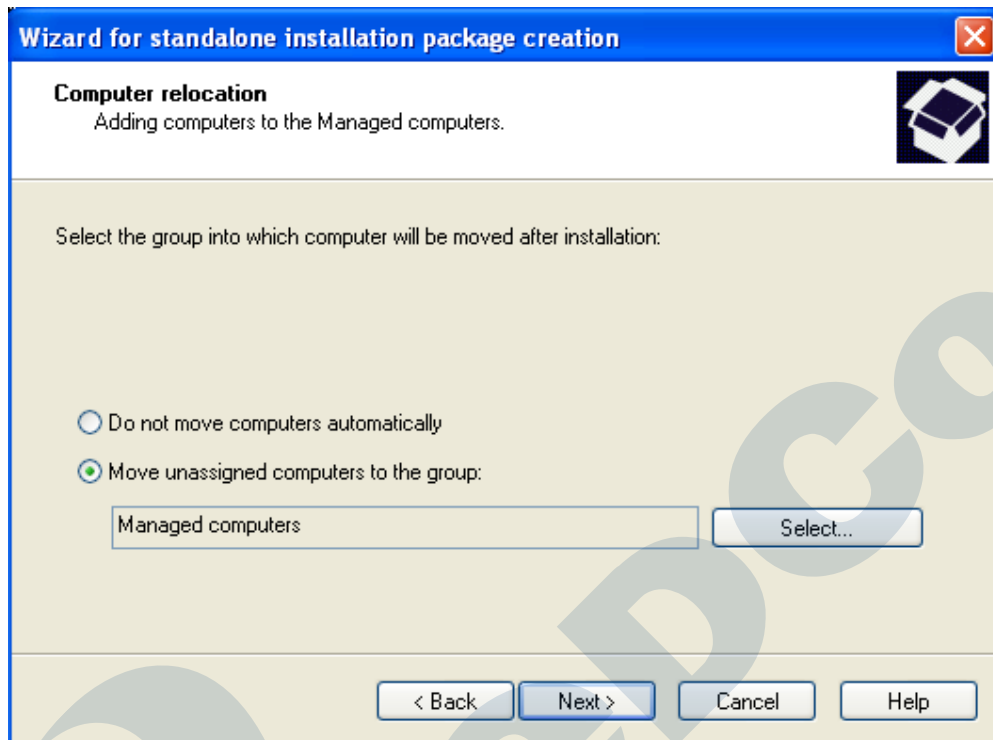 Wizard for standalone installation package creation
Computer relocation
Adding computers to the Managed computers.
Select the group into which computer will be moved after installation:
Do not move computers automatically
Move unassigned computers to the group:
Managed computers
Select...
< Back
Next >
Cancel
Help